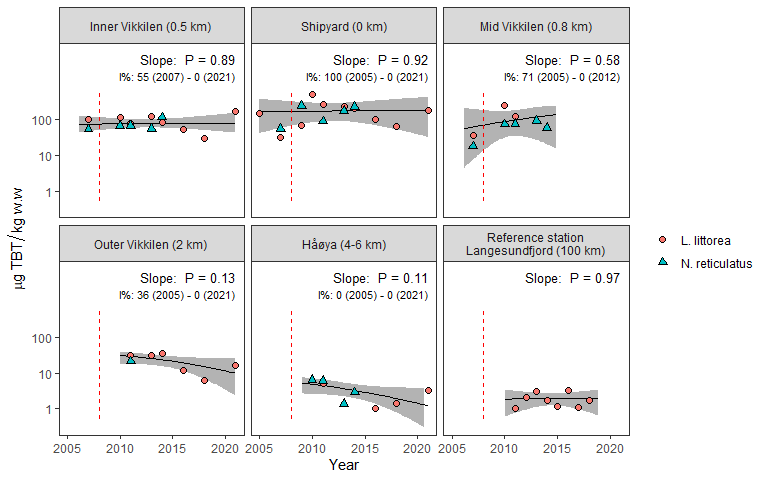 Inner Vikkilen (0.5 km)
Shipyard (0 km)
Mid Vikkilen (0.8 km)
Slope: P = 0.89
I%: 55 (2007) - 0 (2021)
Slope: P = 0.92
I%: 100 (2005) - 0 (2021)
Slope: P = 0.58
I%: 71 (2005) - 0 (2012)
100
10
1
Outer Vikkilen (2 km)
Håøya (4-6 km)
Reference station
Langesundfjord (100 km)
Slope: P = 0.13
I%: 36 (2005) - 0 (2021)
Slope: P = 0.11
I%: 0 (2005) - 0 (2021)
Slope: P = 0.97
100
10
1
2005 2010 2015 2020
2005 2010 2015 2020
2005 2010 2015 2020
Year
µg TBT/kg w.w
L. littorea
N. reticulatus